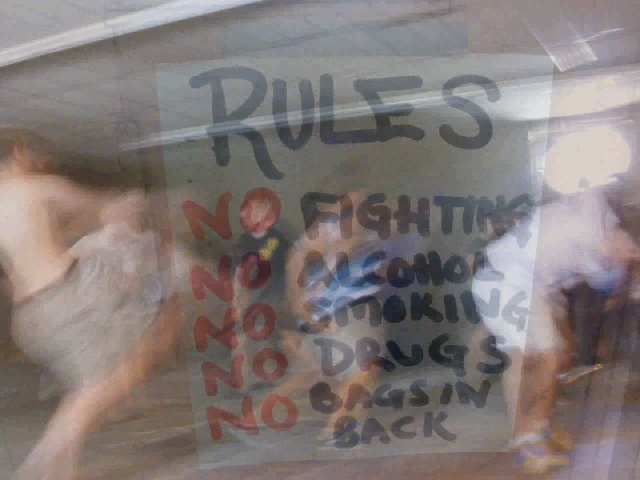 RULES
NO FIGHTING
NO ALCOHOL
NO SMOKING
NO DRUGS
NO BAGS IN
BACK